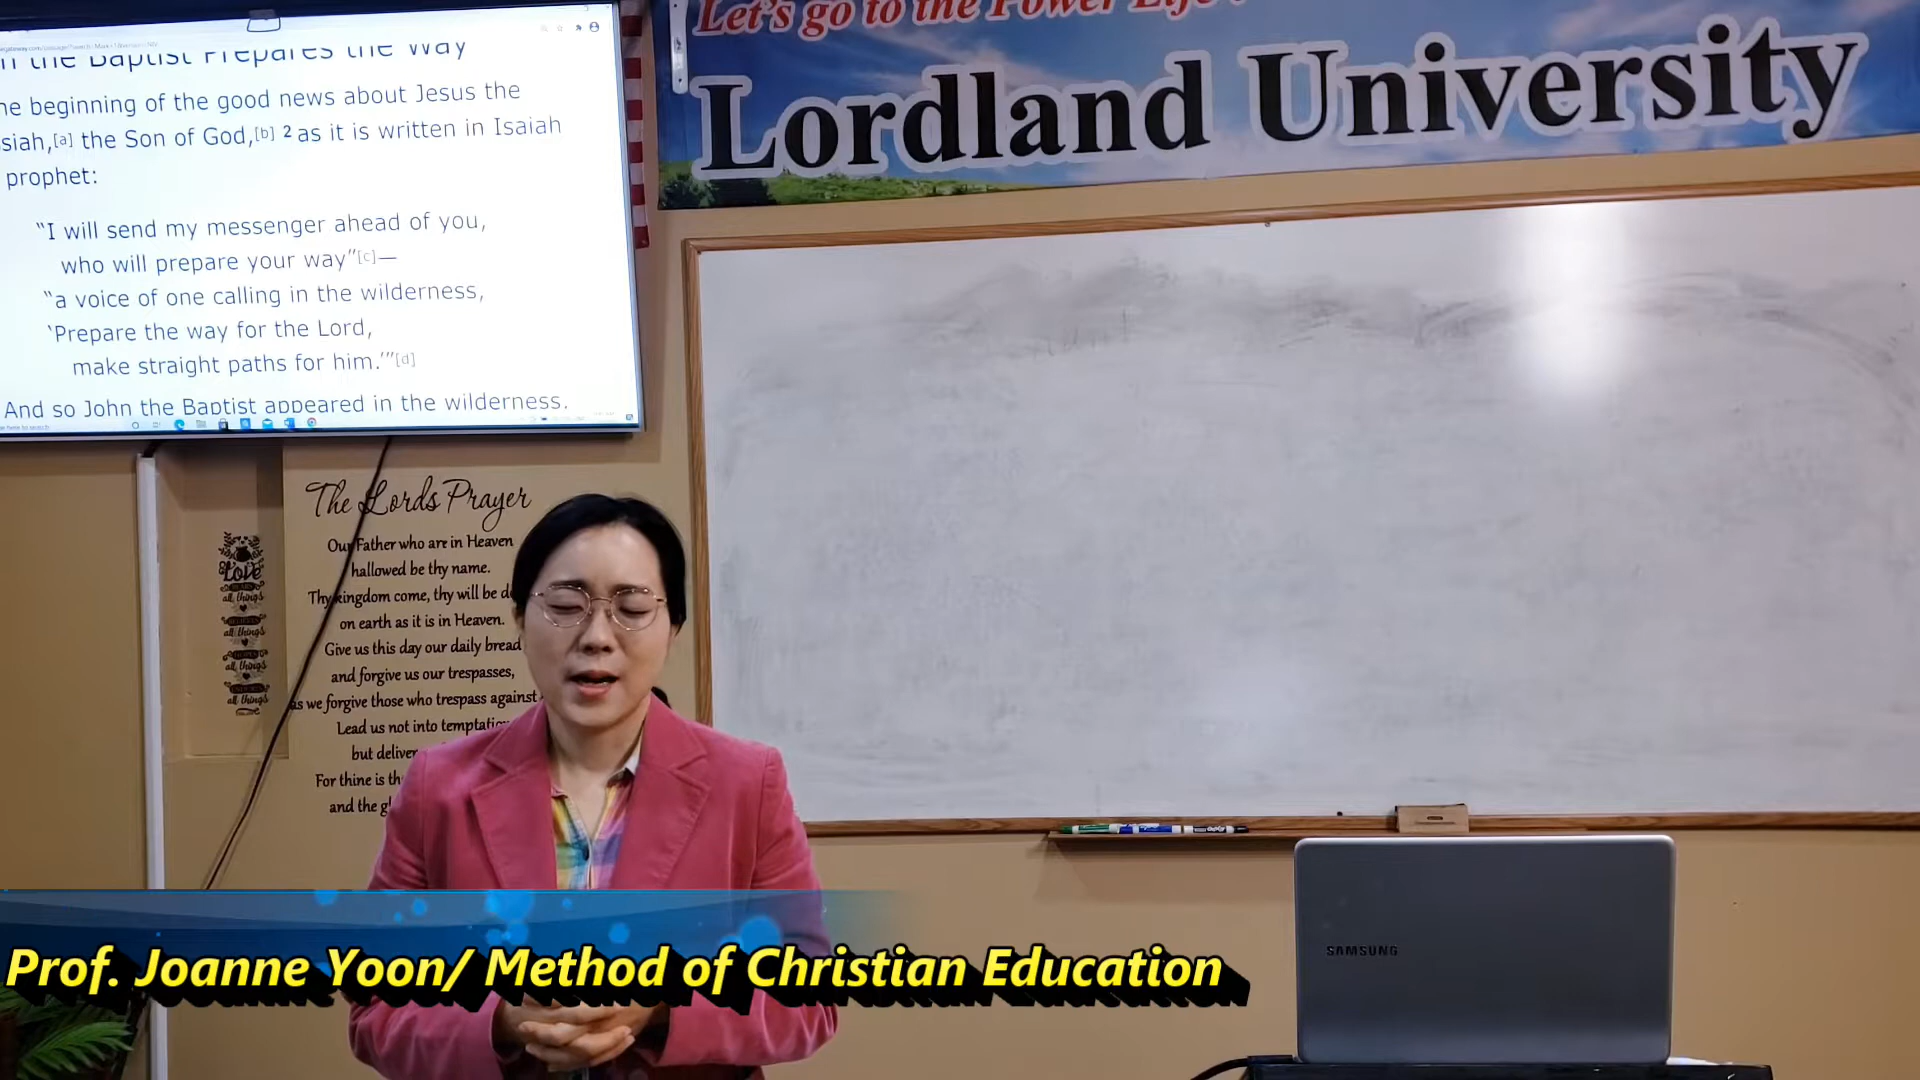 n the Baptist Prepares the Way
he beginning of the good news about Jesus the
siah,[a] the Son of God,[b] 2 as it is written in Isaiah
prophet:
“I will send my messenger ahead of you,
who will prepare your way”[c]—
“a voice of one calling in the wilderness,
‘Prepare the way for the Lord,
make straight paths for him.’”[d]
And so John the Baptist appeared in the wilderness,
Let's go to the Power Life
Lordland University
The Lords Prayer
Our Father who are in Heaven
hallowed be thy name.
Thy kingdom come, thy will be d
on earth as it is in Heaven.
Give us this day our daily bread
and forgive us our trespasses,
as we forgive those who trespass against
Lead us not into temptatio
but deliver
For thine is th
and the gl
Love
all things
all things
all things
all things
SAMSUNG
Prof. Joanne Yoon/ Method of Christian Education